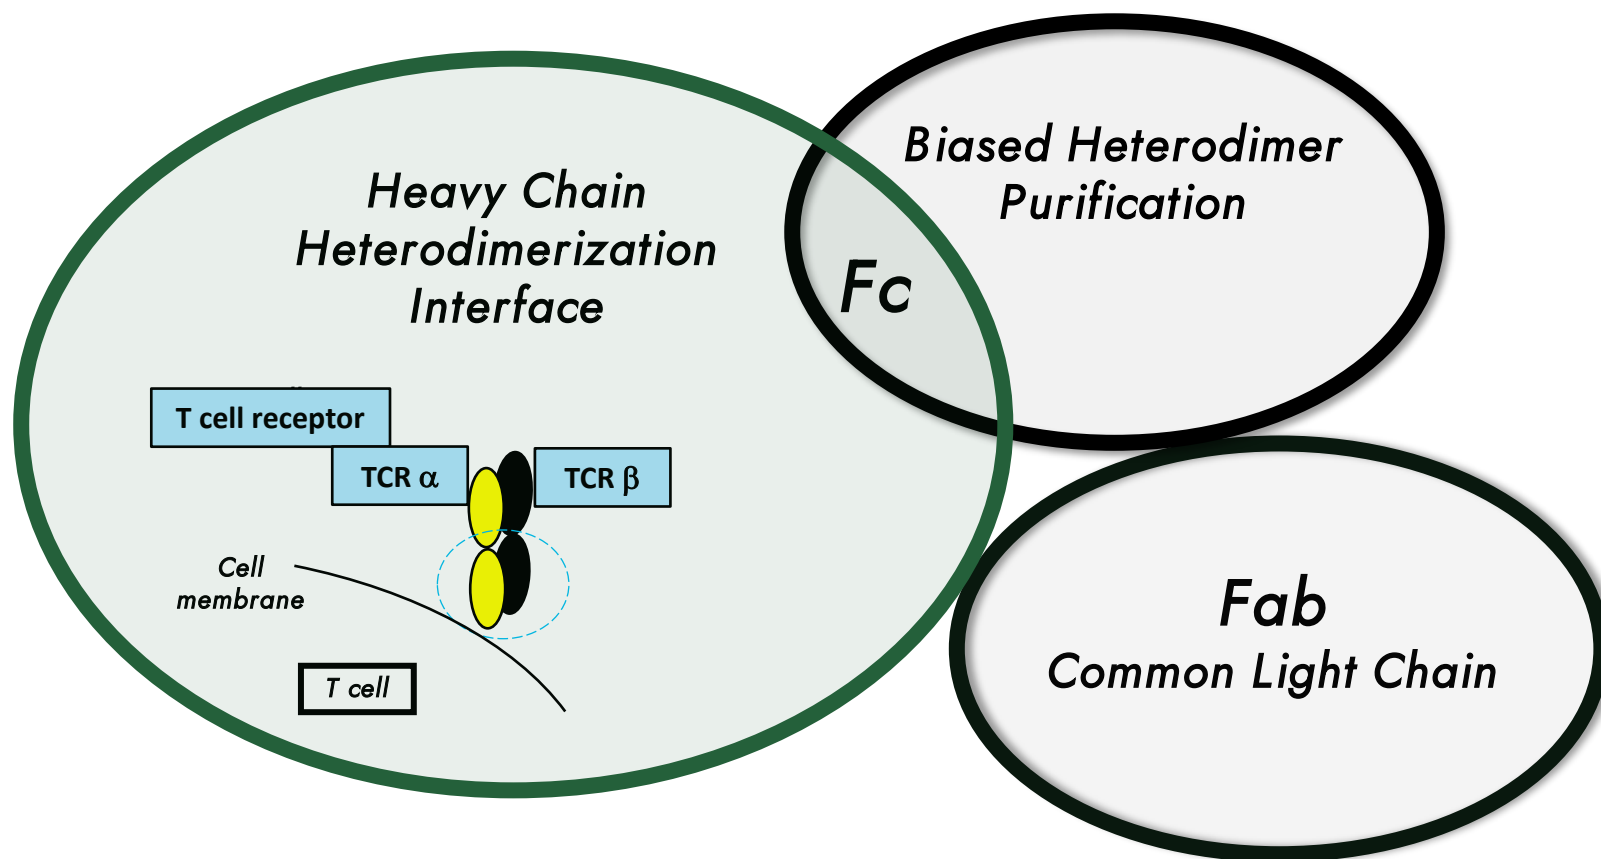 Heavy Chain
Heterodimerization
Interface
Biased Heterodimer
Purification
Fc
T cell receptor
TCR α
TCR β
Cell
membrane
T cell
Fab
Common Light Chain